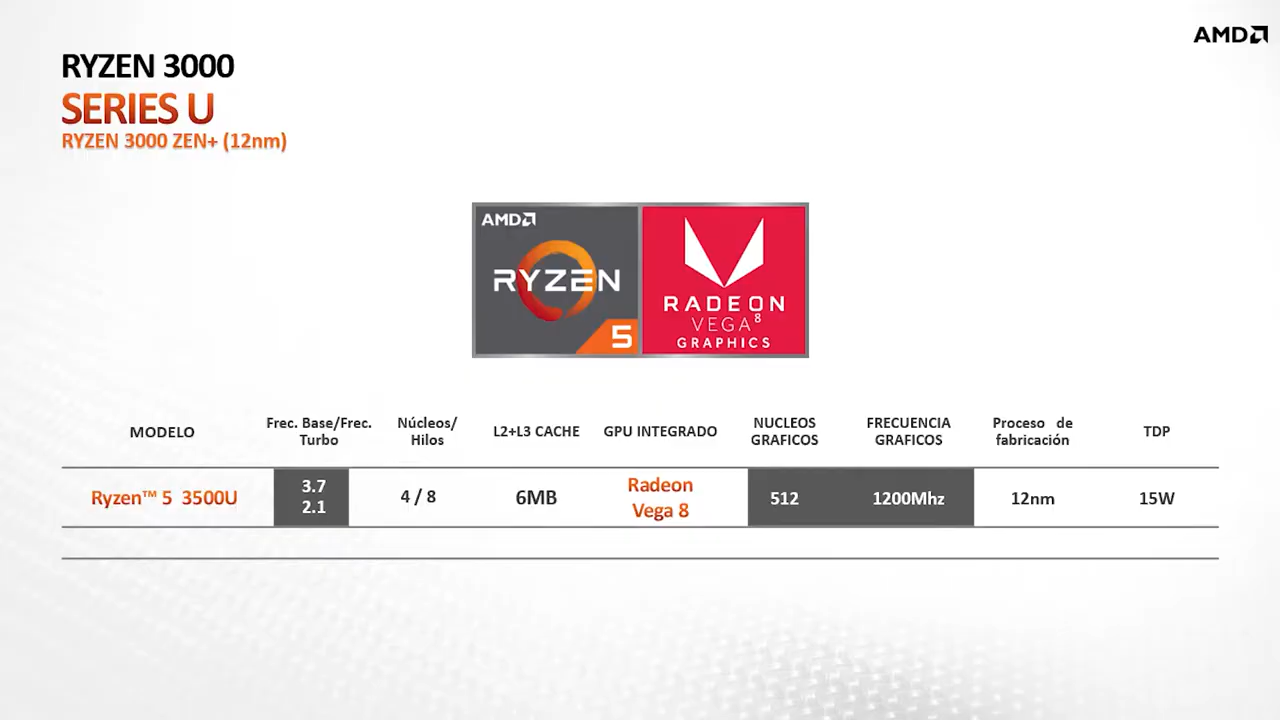 AMD
RYZEN 3000
SERIES U
RYZEN 3000 ZEN+ (12nm)
AMD
RYZEN
5
RADEON
VEGA 8
GRAPHICS
MODELO
Frec. Base/Frec.
Turbo
Núcleos/
Hilos
L2+L3 CACHE
GPU INTEGRADO
NUCLEOS
GRAFICOS
FRECUENCIA
GRAFICOS
Proceso de
fabricación
TDP
Ryzen™ 5 3500U
3.7
2.1
4 / 8
6MB
Radeon
Vega 8
512
1200Mhz
12nm
15W